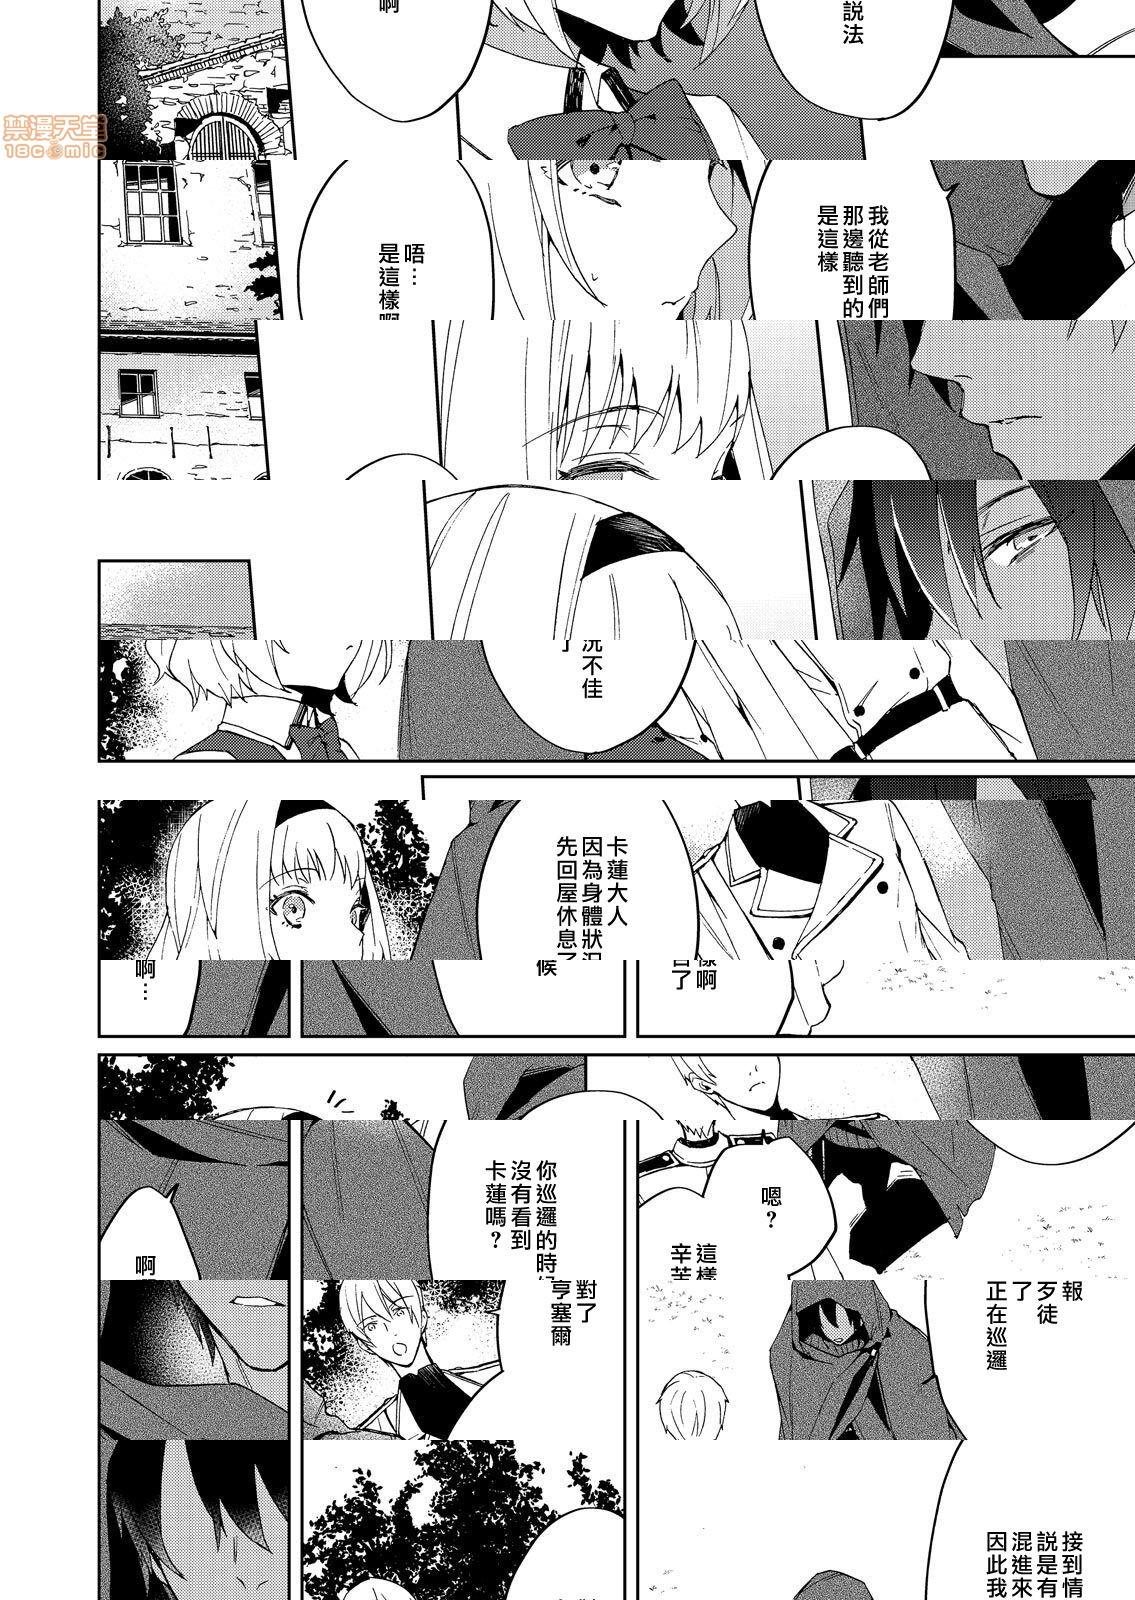 說法
啊
禁漫天堂
18comic
我從老師們
那邊聽到的
是這樣
唔…
是這樣啊
不佳
卡蓮大人
因為身體狀況
先回屋休息了
樣啊
了
候
啊…
嗯?
這樣
辛苦
你巡邏的時候
沒有看到
卡蓮嗎?
啊
報
歹徒
了
正在巡邏
對了
亨塞爾
接到情
說是有
混進來
因此我